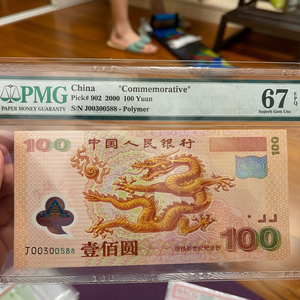 PMG
PAPER MONEY GUARANTY
China "Commemorative"
Pick# 902 2000 100 Yuan
S/N J00300588 - Polymer
67 EPQ
Superb Gem Unc
100 中国人民银行 100
J00300588
壹佰圆
100